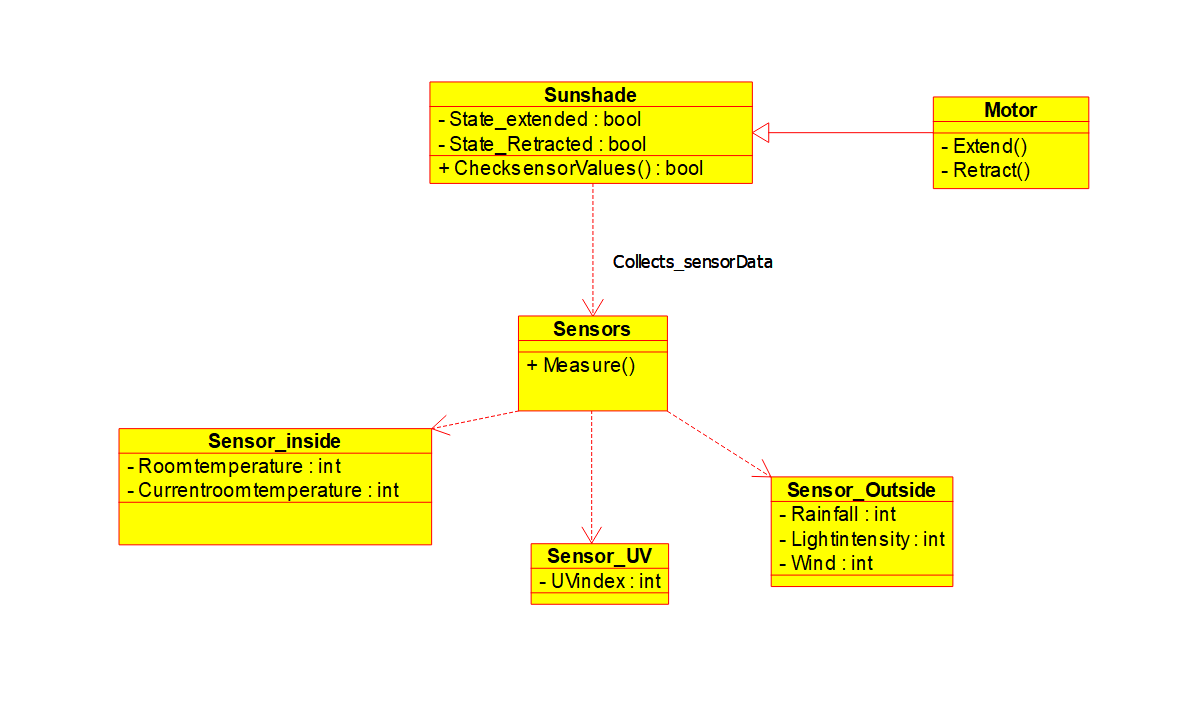 Sunshade
- State_extended : bool
- State_Retracted : bool
+ ChecksensorValues() : bool
Motor
- Extend()
- Retract()
Collects_sensorData
Sensors
+ Measure()
Sensor_inside
- Roomtemperature : int
- Currentroomtemperature : int
Sensor_UV
- UVindex : int
Sensor_Outside
- Rainfall : int
- Lightintensity : int
- Wind : int